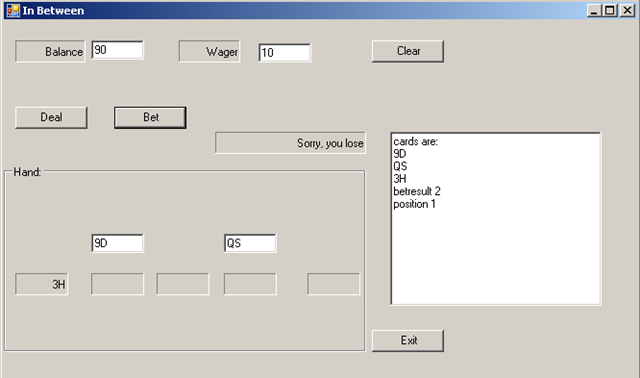 In Between
Balance 90 Wager 10 Clear
Deal Bet
Sorry, you lose
cards are:
9D
QS
3H
betresult 2
position 1
Hand:
9D QS
3H
Exit